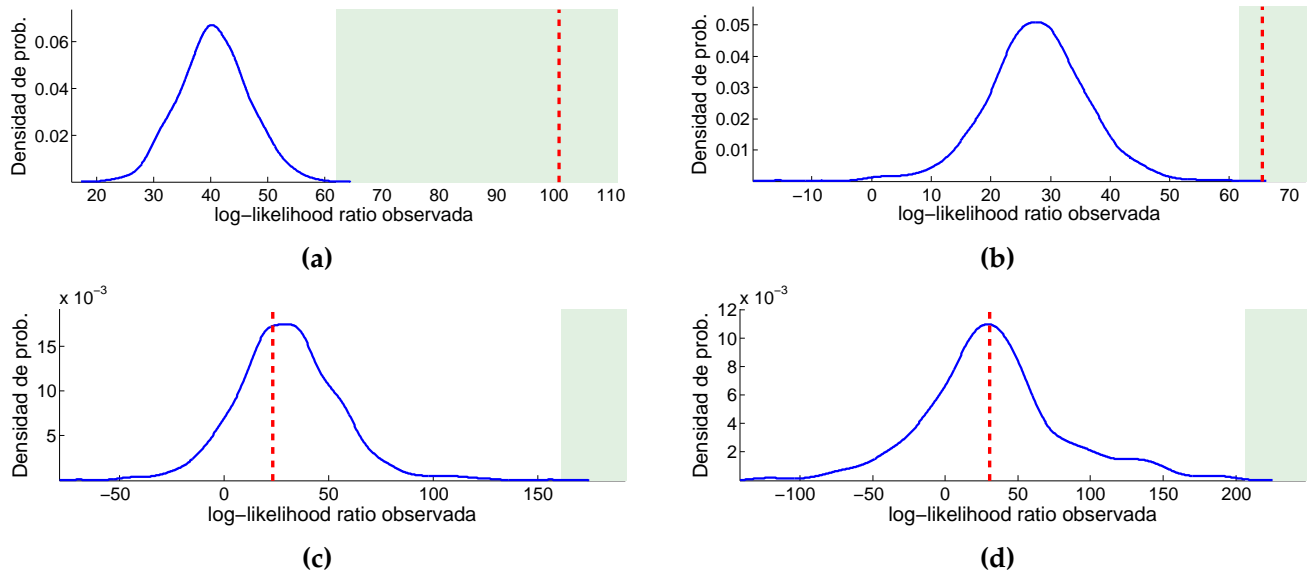 Densidad de prob.
0.06
0.04
0.02
20 30 40 50 60 70 80 90 100 110
log−likelihood ratio observada
(a)
Densidad de prob.
0.05
0.04
0.03
0.02
0.01
−10 0 10 20 30 40 50 60 70
log−likelihood ratio observada
(b)
x 10−3
Densidad de prob.
15
10
5
−50 0 50 100 150
log−likelihood ratio observada
(c)
x 10−3
Densidad de prob.
12
10
8
6
4
2
−100 −50 0 50 100 150 200
log−likelihood ratio observada
(d)